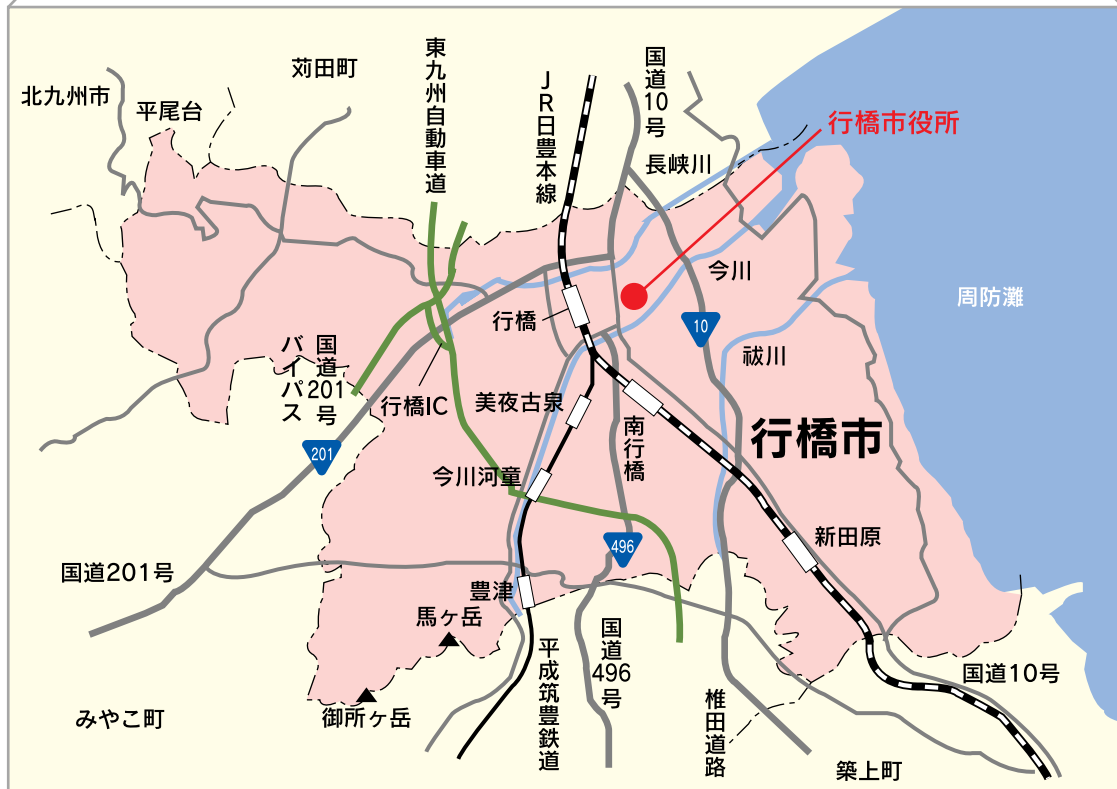 北九州市
平尾台
苅田町
東九州自動車道
JR日豊本線
国道10号
長峡川
行橋市役所
今川
周防灘
行橋
10
祓川
国道201号
バイパス
行橋IC
美夜古泉
南行橋
行橋市
201
今川河童
新田原
496
国道201号
豊津
馬ヶ岳
御所ヶ岳
みやこ町
平成筑豊鉄道
国道496号
椎田道路
国道10号
築上町